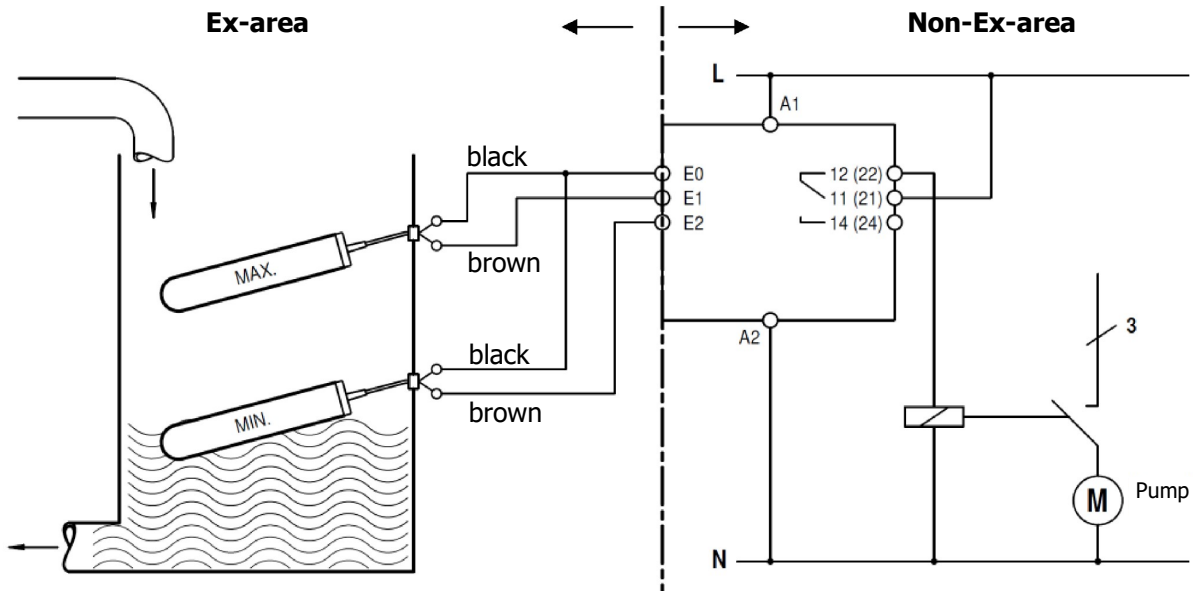 Ex-area
Non-Ex-area
L
A1
black
E0
12 (22)
E1
11 (21)
E2
14 (24)
brown
MAX.
A2
3
black
MIN.
brown
M
Pump
N